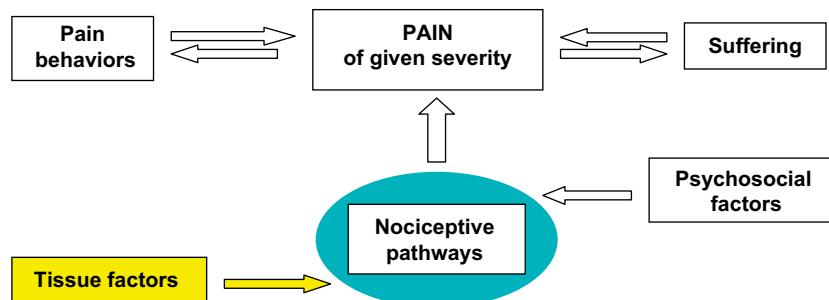 Pain
behaviors
PAIN
of given severity
Suffering
Psychosocial
factors
Nociceptive
pathways
Tissue factors